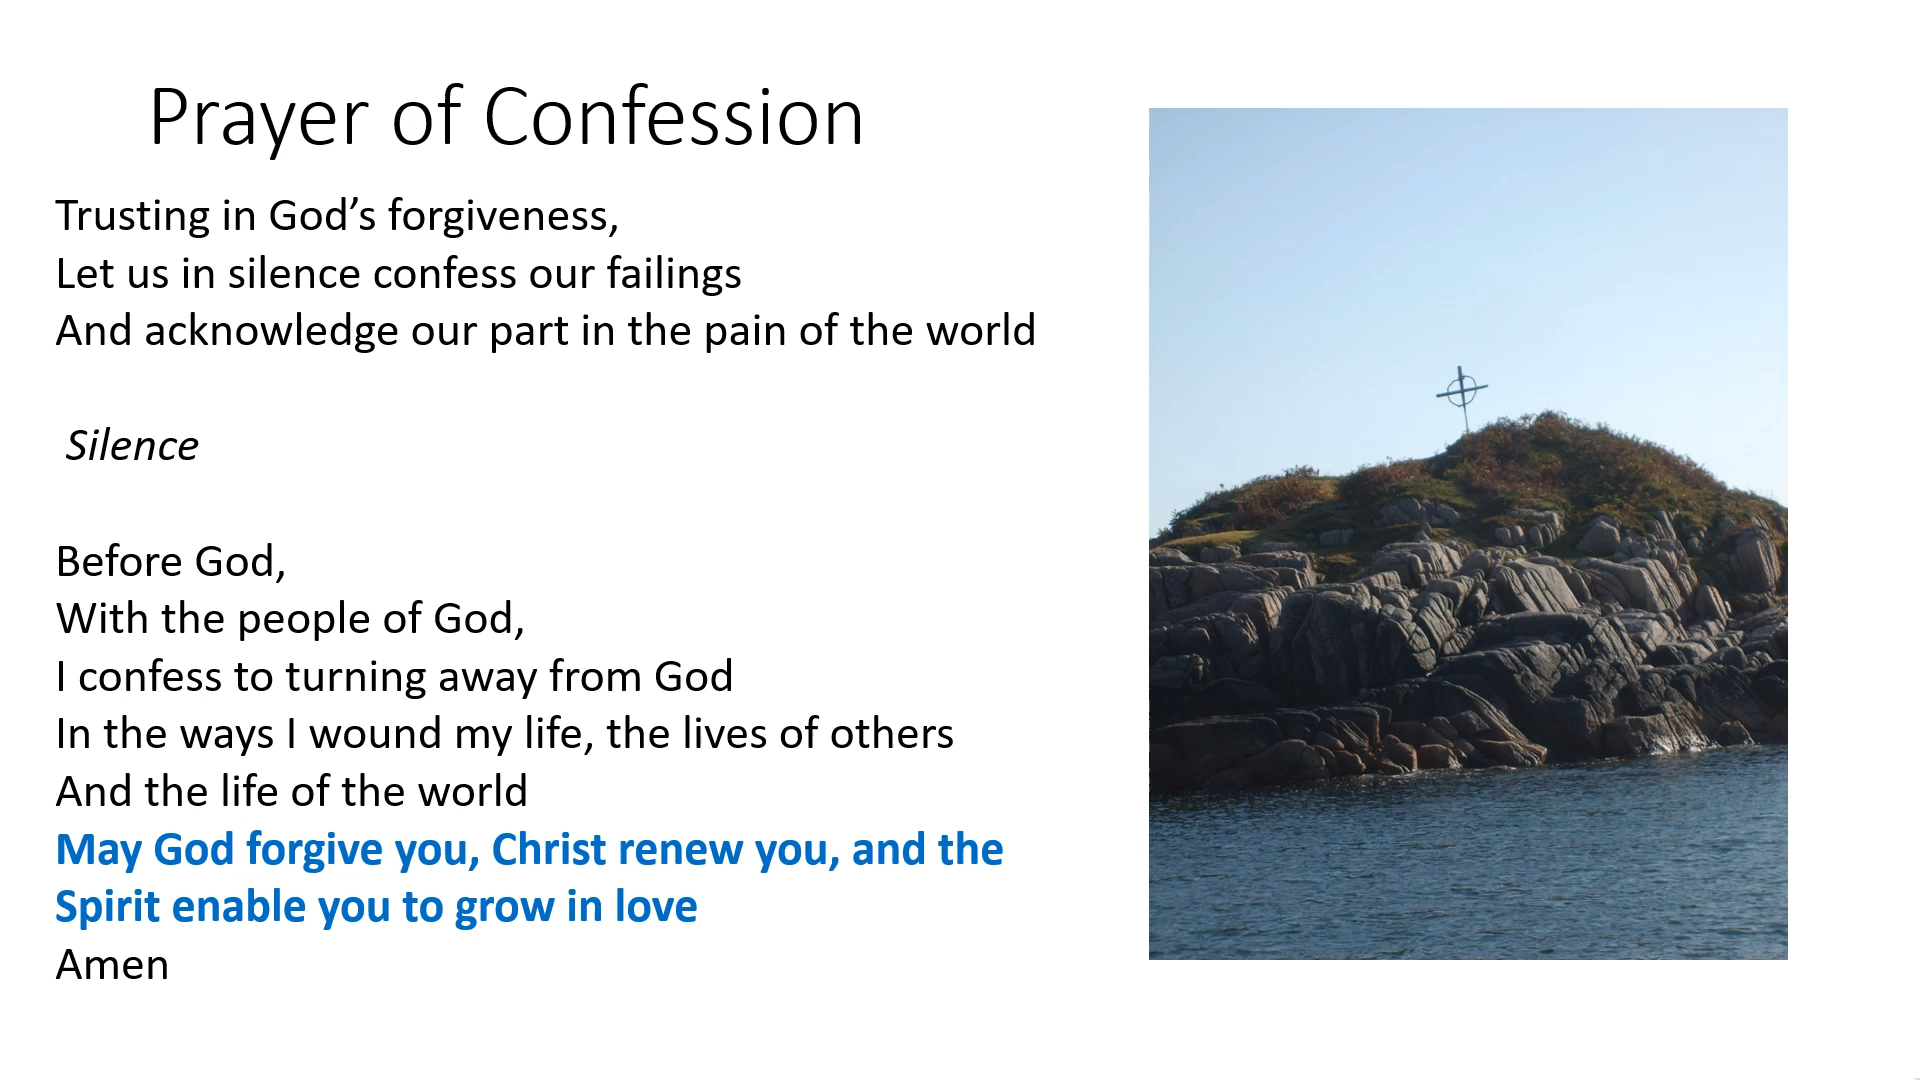 Prayer of Confession
Trusting in God’s forgiveness,
Let us in silence confess our failings
And acknowledge our part in the pain of the world
Silence
Before God,
With the people of God,
I confess to turning away from God
In the ways I wound my life, the lives of others
And the life of the world
May God forgive you, Christ renew you, and the
Spirit enable you to grow in love
Amen